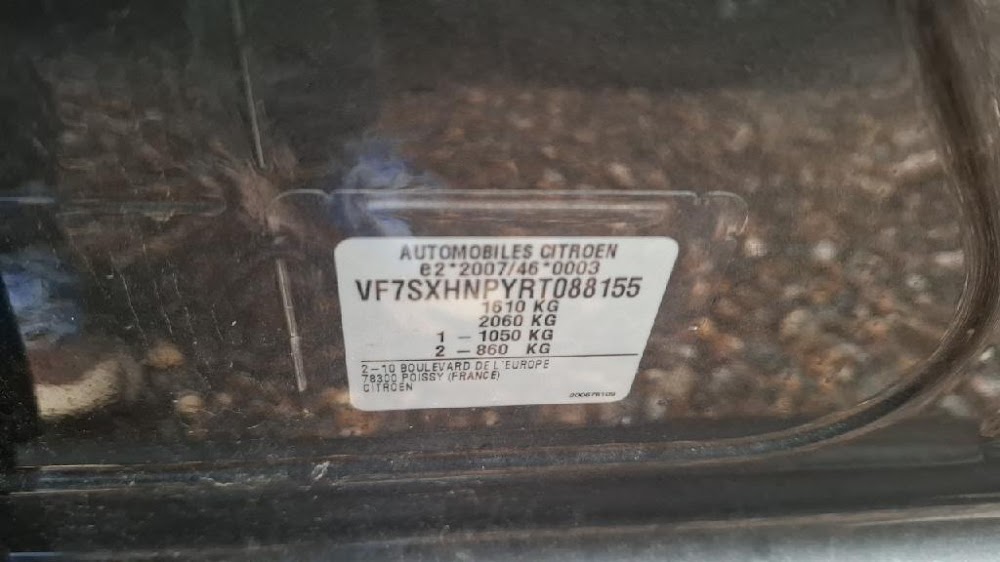 AUTOMOBILES CITROEN
e2*2007/46*0003
VF7SXHNPYRT088155
1610 KG
2060 KG
1 - 1050 KG
2 - 860 KG
2-10 BOULEVARD DE L'EUROPE
78300 POISSY (FRANCE)
CITROEN